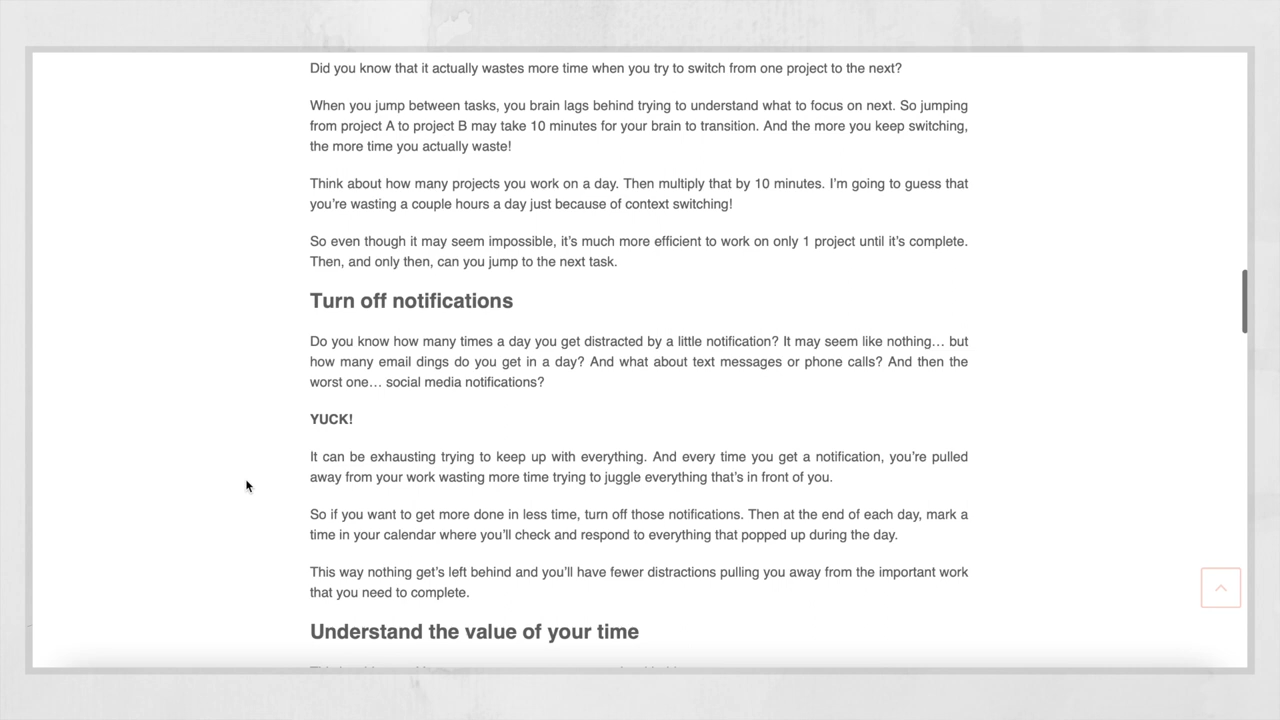 Did you know that it actually wastes more time when you try to switch from one project to the next?
When you jump between tasks, you brain lags behind trying to understand what to focus on next. So jumping
from project A to project B may take 10 minutes for your brain to transition. And the more you keep switching,
the more time you actually waste!
Think about how many projects you work on a day. Then multiply that by 10 minutes. I’m going to guess that
you’re wasting a couple hours a day just because of context switching!
So even though it may seem impossible, it’s much more efficient to work on only 1 project until it’s complete.
Then, and only then, can you jump to the next task.
Turn off notifications
Do you know how many times a day you get distracted by a little notification? It may seem like nothing… but
how many email dings do you get in a day? And what about text messages or phone calls? And then the
worst one… social media notifications?
YUCK!
It can be exhausting trying to keep up with everything. And every time you get a notification, you’re pulled
away from your work wasting more time trying to juggle everything that’s in front of you.
So if you want to get more done in less time, turn off those notifications. Then at the end of each day, mark a
time in your calendar where you’ll check and respond to everything that popped up during the day.
This way nothing get’s left behind and you’ll have fewer distractions pulling you away from the important work
that you need to complete.
Understand the value of your time